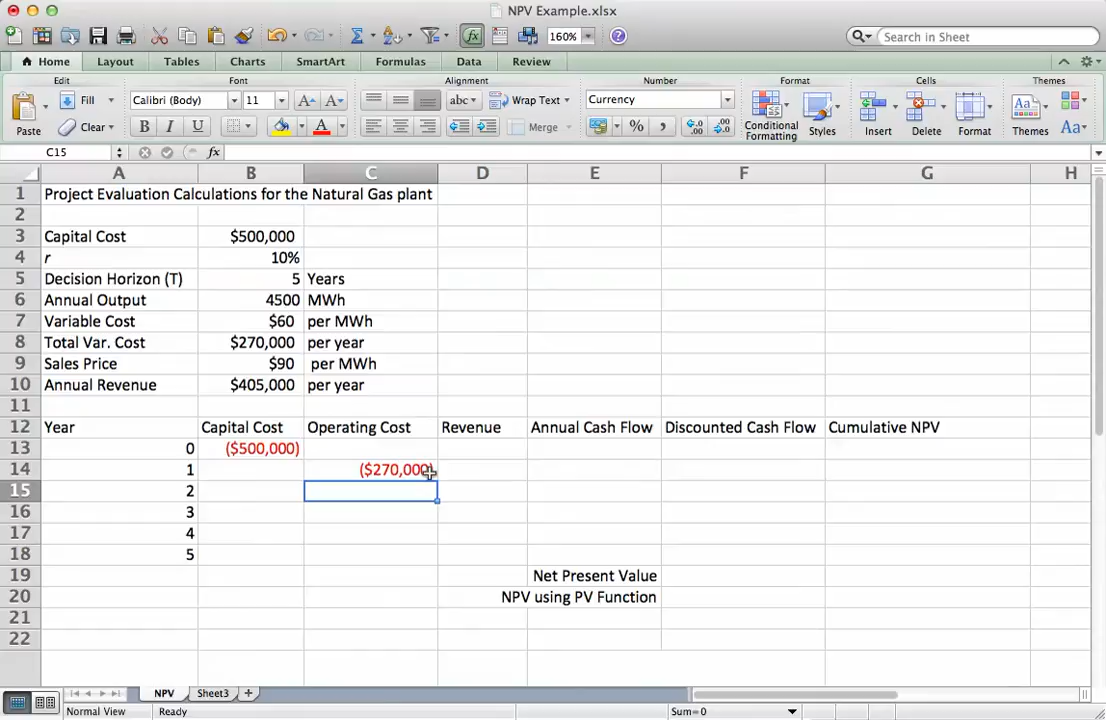 NPV Example.xlsx
160%
Search in Sheet
Home Layout Tables Charts SmartArt Formulas Data Review
Edit Font Alignment Number Format Cells Themes
Fill Calibri (Body) 11 A A abc Wrap Text Currency
Paste Clear B I U A Merge % , Conditional Formatting Styles Insert Delete Format Themes Aa
C15 fx
A B C D E F G H
1 Project Evaluation Calculations for the Natural Gas plant
2
3 Capital Cost $500,000
4 r 10%
5 Decision Horizon (T) 5 Years
6 Annual Output 4500 MWh
7 Variable Cost $60 per MWh
8 Total Var. Cost $270,000 per year
9 Sales Price $90 per MWh
10 Annual Revenue $405,000 per year
11
12 Year Capital Cost Operating Cost Revenue Annual Cash Flow Discounted Cash Flow Cumulative NPV
13 0 ($500,000)
14 1 ($270,000)
15 2
16 3
17 4
18 5
19 Net Present Value
20 NPV using PV Function
21
22
NPV Sheet3
Normal View Ready Sum=0